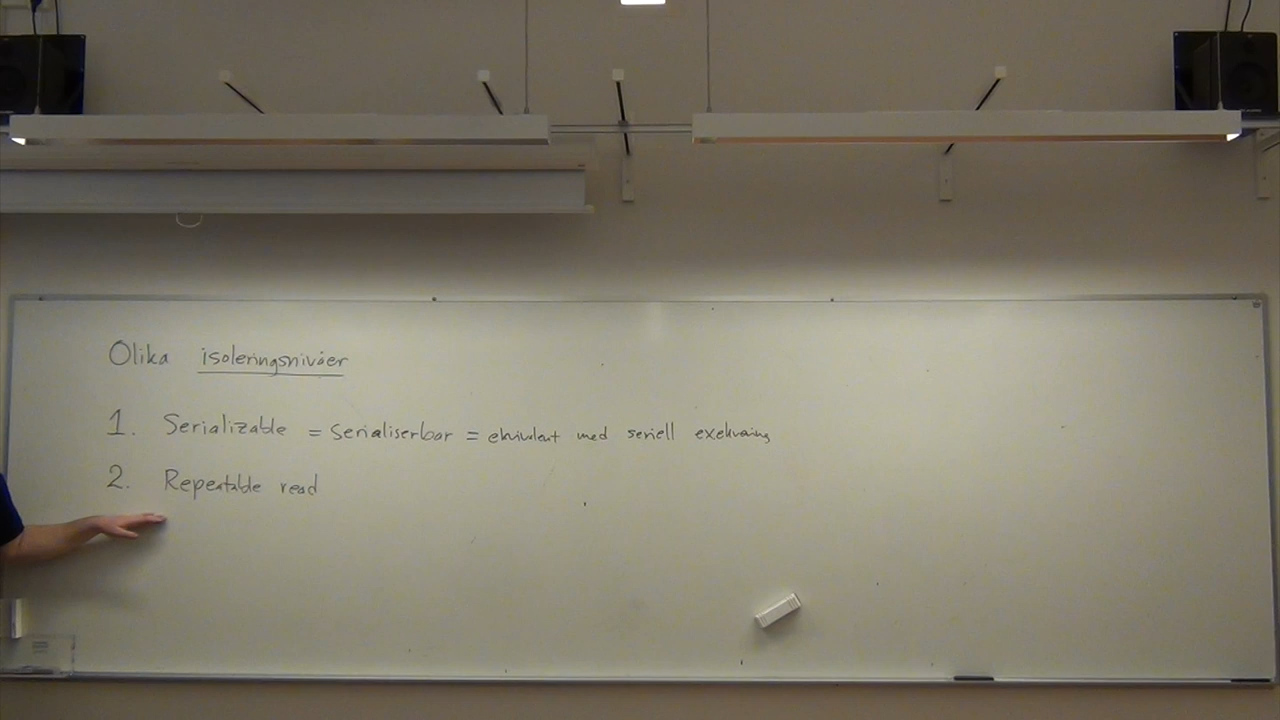 Olika isoleringsnivåer
1. Serializable = Serialiserbar = ekvivalent med seriell exekvering
2. Repeatable read